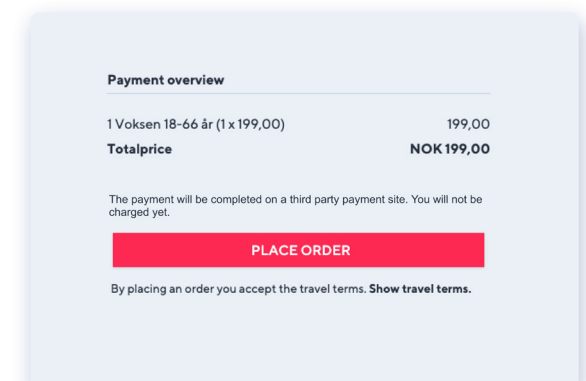 Payment overview
1 Voksen 18-66 år (1 x 199,00) 199,00
Totalprice NOK 199,00
The payment will be completed on a third party payment site. You will not be
charged yet.
PLACE ORDER
By placing an order you accept the travel terms. Show travel terms.